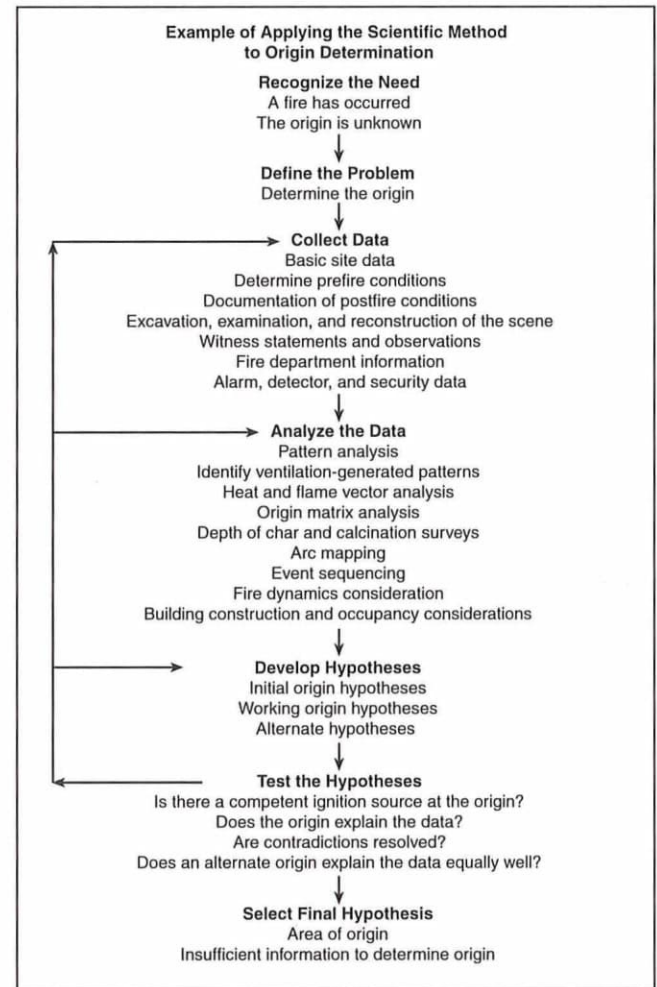 Example of Applying the Scientific Method
to Origin Determination
Recognize the Need
A fire has occurred
The origin is unknown
Define the Problem
Determine the origin
Collect Data
Basic site data
Determine prefire conditions
Documentation of postfire conditions
Excavation, examination, and reconstruction of the scene
Witness statements and observations
Fire department information
Alarm, detector, and security data
Analyze the Data
Pattern analysis
Identify ventilation-generated patterns
Heat and flame vector analysis
Origin matrix analysis
Depth of char and calcination surveys
Arc mapping
Event sequencing
Fire dynamics consideration
Building construction and occupancy considerations
Develop Hypotheses
Initial origin hypotheses
Working origin hypotheses
Alternate hypotheses
Test the Hypotheses
Is there a competent ignition source at the origin?
Does the origin explain the data?
Are contradictions resolved?
Does an alternate origin explain the data equally well?
Select Final Hypothesis
Area of origin
Insufficient information to determine origin